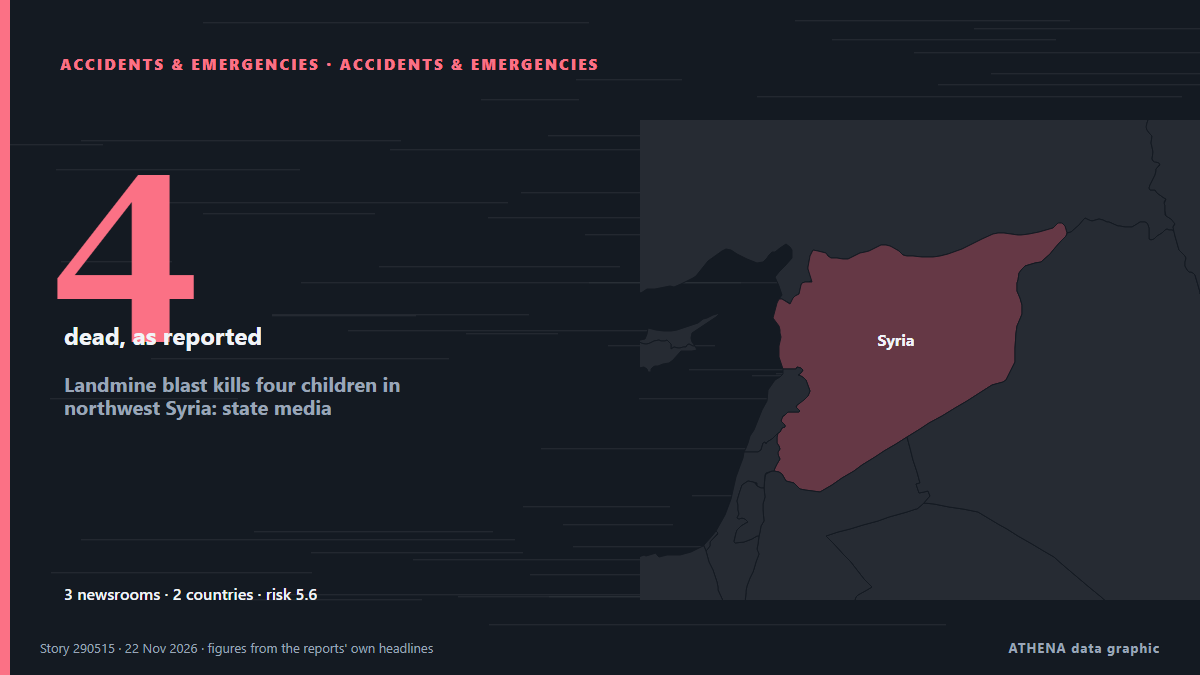 ACCIDENTS & EMERGENCIES · ACCIDENTS & EMERGENCIES
4
dead, as reported
Landmine blast kills four children in
northwest Syria: state media
Syria
3 newsrooms · 2 countries · risk 5.6
Story 290515 · 22 Nov 2026 · figures from the reports' own headlines
ATHENA data graphic